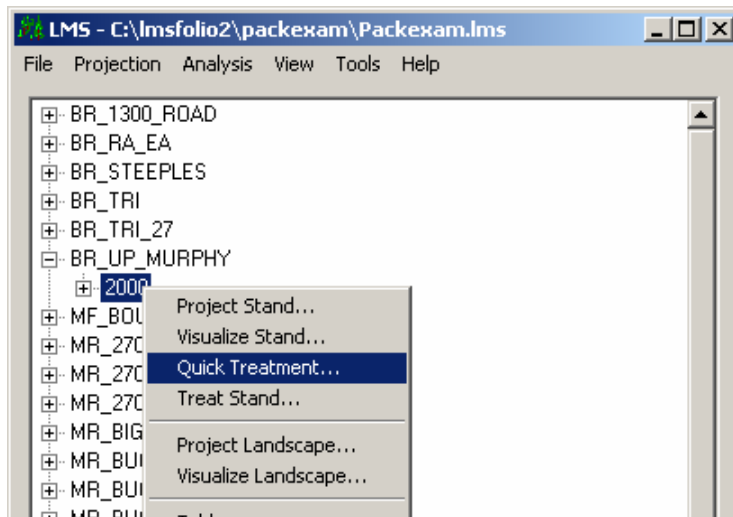 LMS - C:\lmsfolio2\packexam\Packexam.lms
File Projection Analysis View Tools Help
BR_1300_ROAD
BR_RA_EA
BR_STEEPLES
BR_TRI
BR_TRI_27
BR_UP_MURPHY
2000
Project Stand...
MF_BOU
Visualize Stand...
MR_270
Quick Treatment...
MR_270
Treat Stand...
MR_270
MR_BIG
Project Landscape...
MR_BU
Visualize Landscape...
MR_BU